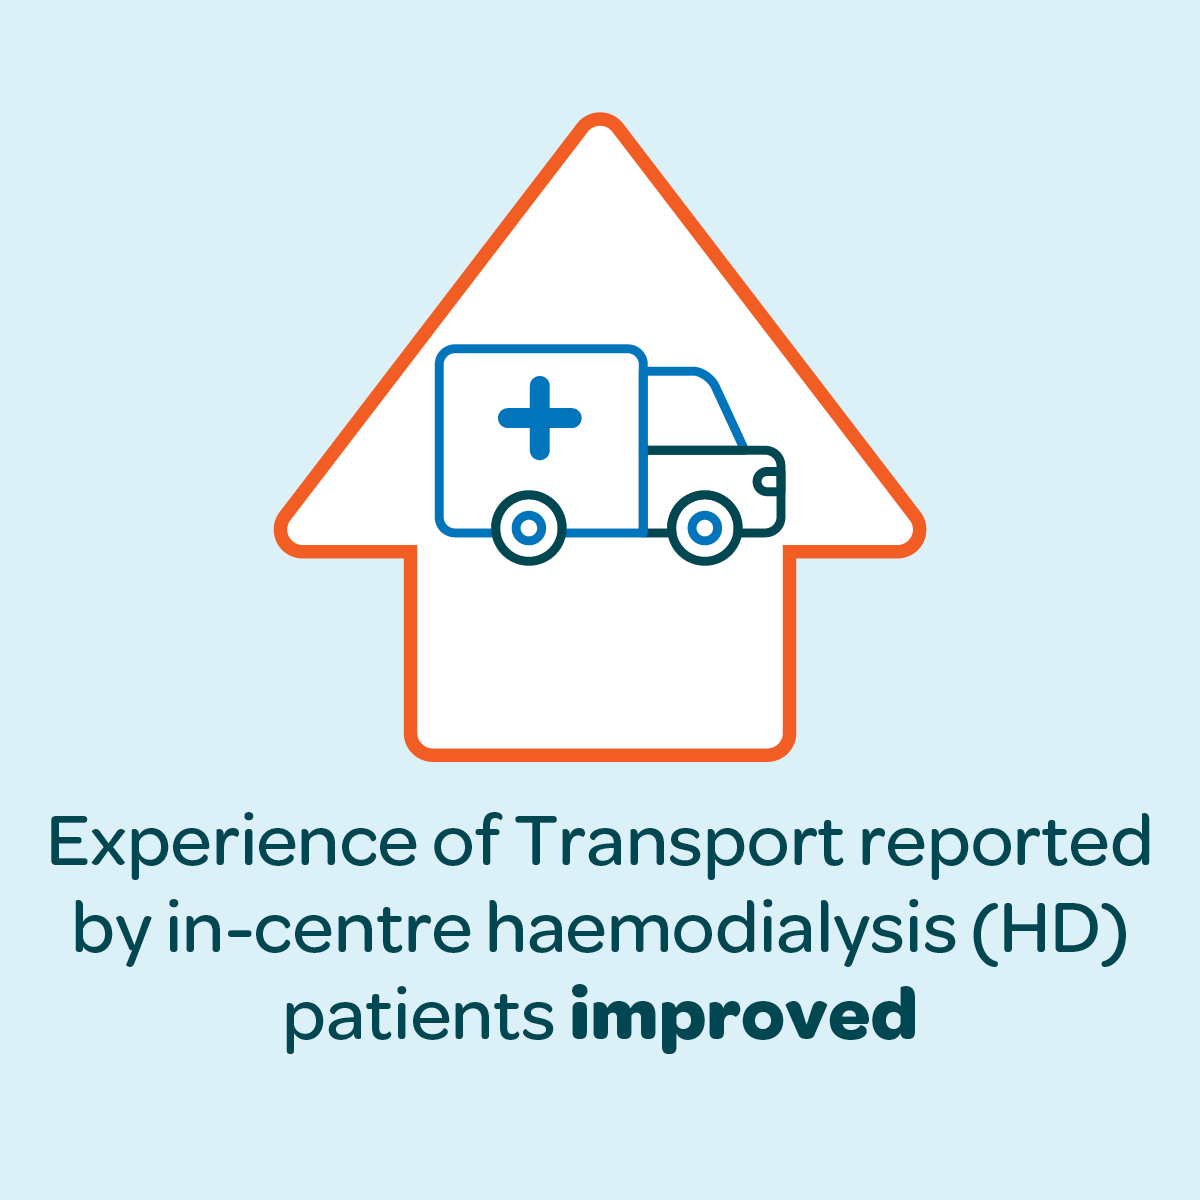 Experience of Transport reported
by in-centre haemodialysis (HD)
patients improved